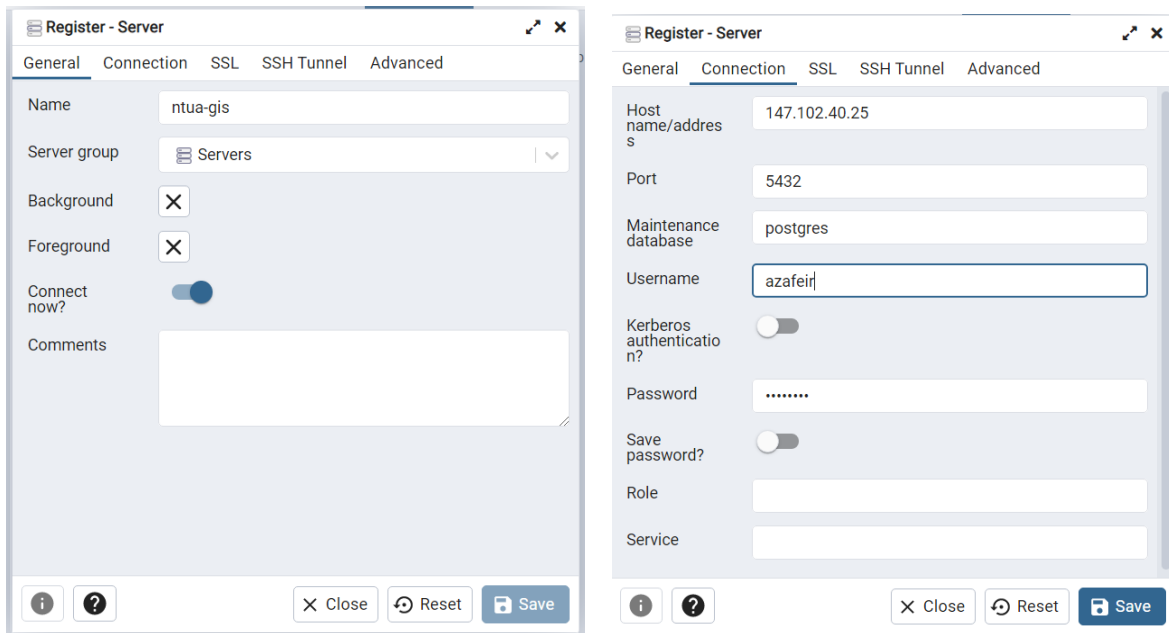 Register - Server
General Connection SSL SSH Tunnel Advanced
Name
ntua-gis
Server group
Servers
Background
Foreground
Connect
now?
Comments
Close
Reset
Save
Register - Server
General Connection SSL SSH Tunnel Advanced
Host
name/addres
s
147.102.40.25
Port
5432
Maintenance
database
postgres
Username
azafeir
Kerberos
authenticatio
n?
Password
••••••••
Save
password?
Role
Service
Close
Reset
Save